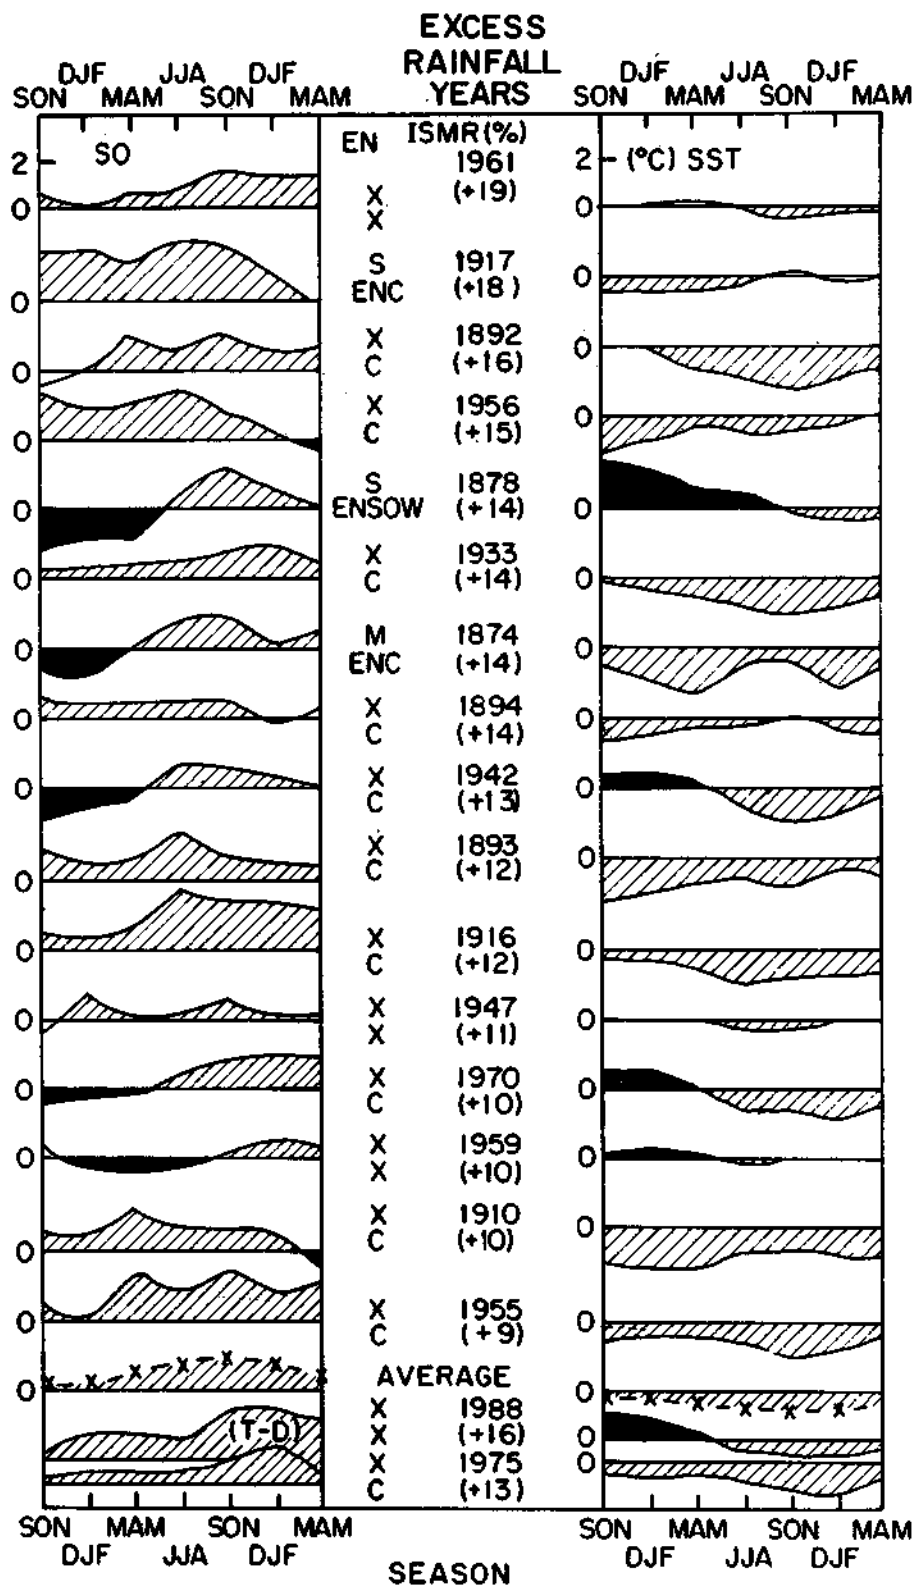 EXCESS
RAINFALL
YEARS
DJF JJA DJF
SON MAM SON MAM
DJF JJA DJF
SON MAM SON MAM
SO
EN ISMR(%)
(°C) SST
2 1961 2
0 X (+19) 0
X
S 1917 0
0 ENC (+18)
X 1892 0
0 C (+16)
X 1956 0
0 C (+15)
S 1878
0 ENSOW (+14) 0
X 1933
0 C (+14) 0
M 1874
0 ENC (+14) 0
X 1894
0 C (+14) 0
X 1942
0 C (+13) 0
X 1893 0
0 C (+12)
X 1916
0 C (+12) 0
X 1947
0 X (+11) 0
X 1970
0 C (+10) 0
X 1959
0 X (+10) 0
X 1910 0
0 C (+10)
X 1955
0 C (+9) 0
AVERAGE
0 0
X 1988
(T-D) X (+16) 0
X 1975 0
C (+13)
SON MAM SON MAM
DJF JJA DJF
SON MAM SON MAM
DJF JJA DJF
SEASON